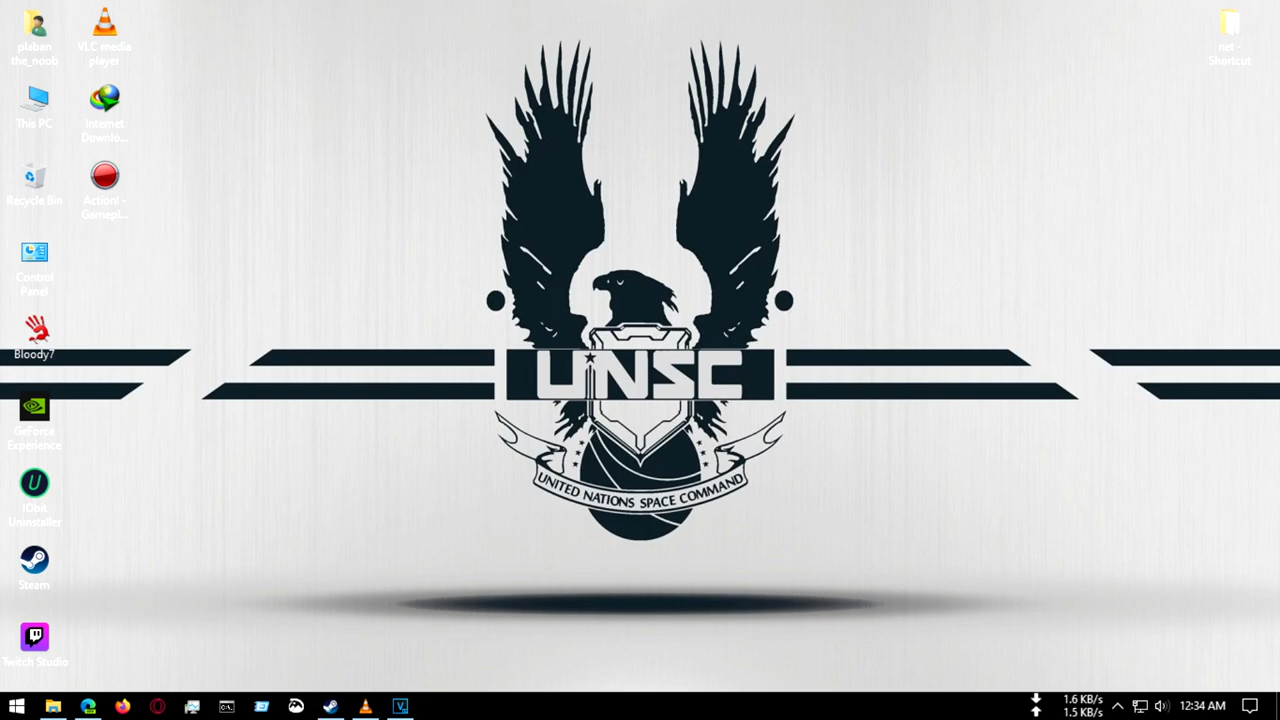 plaban
the_noob
VLC media
player
net -
Shortcut
This PC
Internet
Downlo...
Recycle Bin
Action! -
Gamepl...
Control
Panel
Bloody7
UNSC
GeForce
Experience
UNITED NATIONS SPACE COMMAND
IObit
Uninstaller
Steam
Twitch Studio
1.6 KB/s
1.5 KB/s
12:34 AM